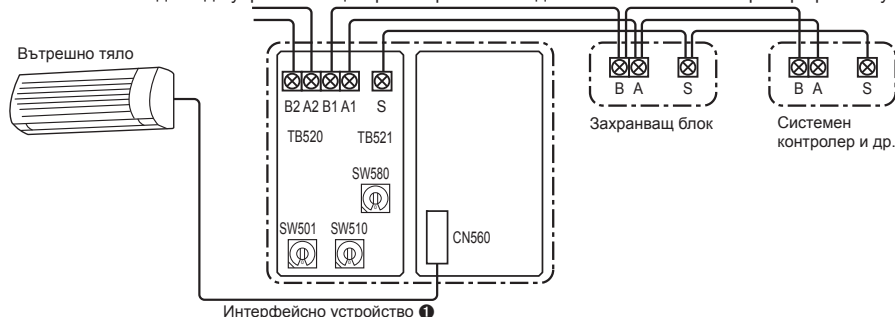 Вътрешно тяло
B2 A2 B1 A1 S
TB520 TB521
SW580
SW501 SW510
CN560
B A S
Захранващ блок
B A S
Системен
контролер и др.
Интерфейсно устройство ❶